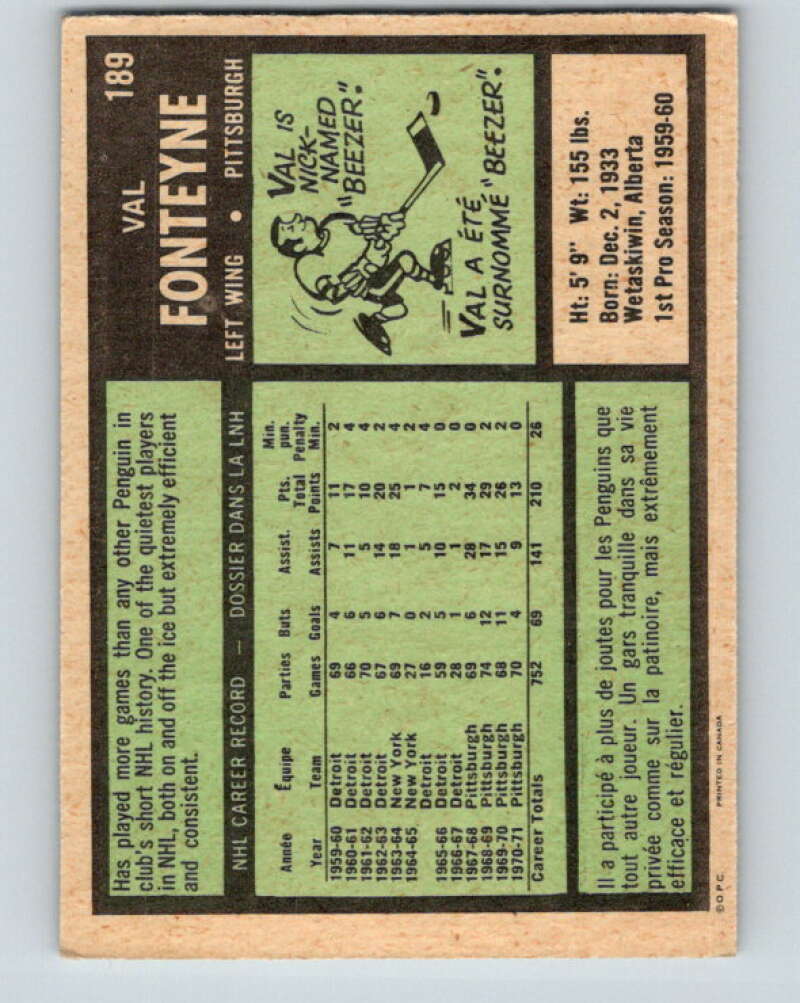 189
VAL
FONTEYNE
LEFT WING • PITTSBURGH
Has played more games than any other Penguin in
club's short NHL history. One of the quietest players
in NHL, both on and off the ice but extremely efficient
and consistent.
VAL IS
NICK-
NAMED
"BEEZER".
VAL A ÉTÉ
SURNOMMÉ "BEEZER".
NHL CAREER RECORD — DOSSIER DANS LA LNH
Année Équipe Parties Buts Assist. Pts. Total Min. pun.
Year Team Games Goals Assists Points Penalty Min.
1959-60 Detroit 69 4 7 11 2
1960-61 Detroit 66 6 11 17 4
1961-62 Detroit 70 5 5 10 4
1962-63 Detroit 67 6 14 20 2
1963-64 New York 69 7 18 25 4
1964-65 New York 27 0 1 1 2
Detroit 16 2 5 7 4
1965-66 Detroit 59 5 10 15 0
1966-67 Detroit 28 1 1 2 0
1967-68 Pittsburgh 69 6 28 34 0
1968-69 Pittsburgh 74 12 17 29 2
1969-70 Pittsburgh 68 11 15 26 2
1970-71 Pittsburgh 70 4 9 13 0
Career Totals 752 69 141 210 26
Ht: 5' 9" Wt: 155 lbs.
Born: Dec. 2, 1933
Wetaskiwin, Alberta
1st Pro Season: 1959-60
Il a participé à plus de joutes pour les Penguins que
tout autre joueur. Un gars tranquille dans sa vie
privée comme sur la patinoire, mais extrêmement
efficace et régulier.
© O.P.C. PRINTED IN CANADA